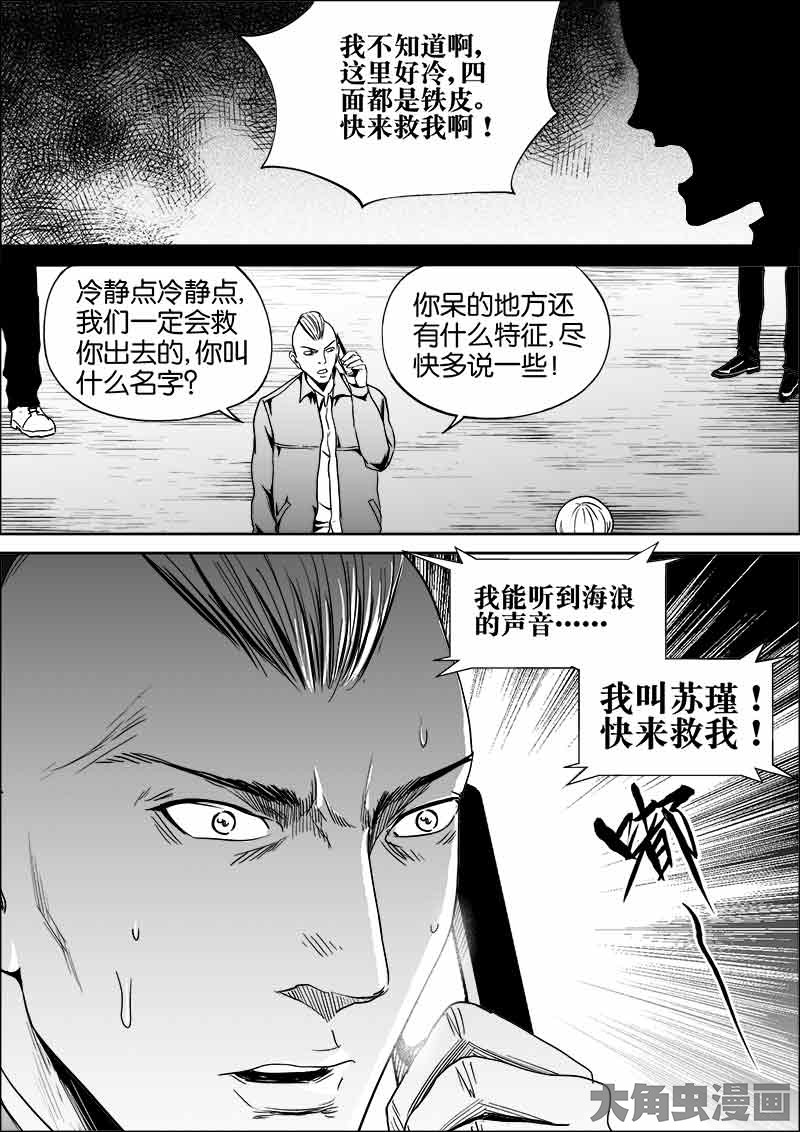 我不知道啊,
这里好冷,四
面都是铁皮。
快来救我啊！
冷静点冷静点,
我们一定会救
你出去的,你叫
什么名字?
你呆的地方还
有什么特征,尽
快多说一些！
我能听到海浪
的声音……
我叫苏瑾！
快来救我！
嘟
大角虫漫画